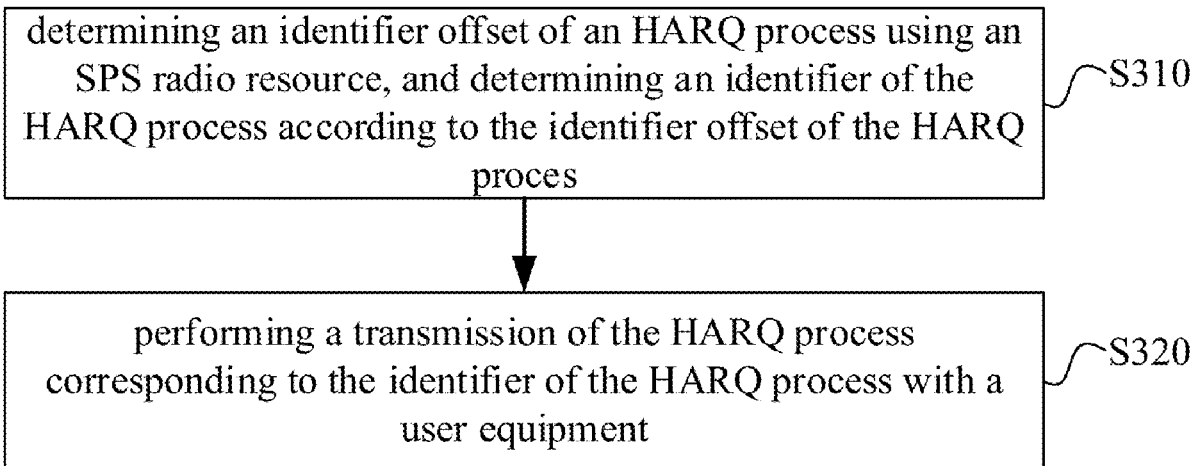 determining an identifier offset of an HARQ process using an
SPS radio resource, and determining an identifier of the
HARQ process according to the identifier offset of the HARQ
proces
S310
performing a transmission of the HARQ process
corresponding to the identifier of the HARQ process with a
user equipment
S320